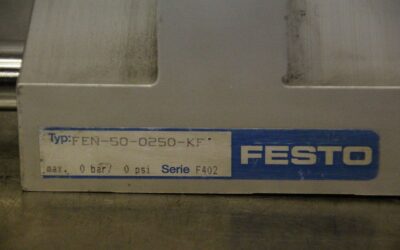 Typ: FEN-50-0250-KF
max. 0 bar/ 0 psi Serie F402
FESTO